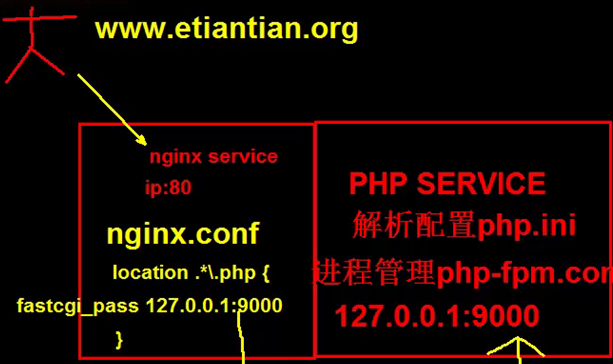 www.etiantian.org
nginx service
ip:80
nginx.conf
location .*\.php {
fastcgi_pass 127.0.0.1:9000
}
PHP SERVICE
解析配置php.ini
进程管理php-fpm.con
127.0.0.1:9000